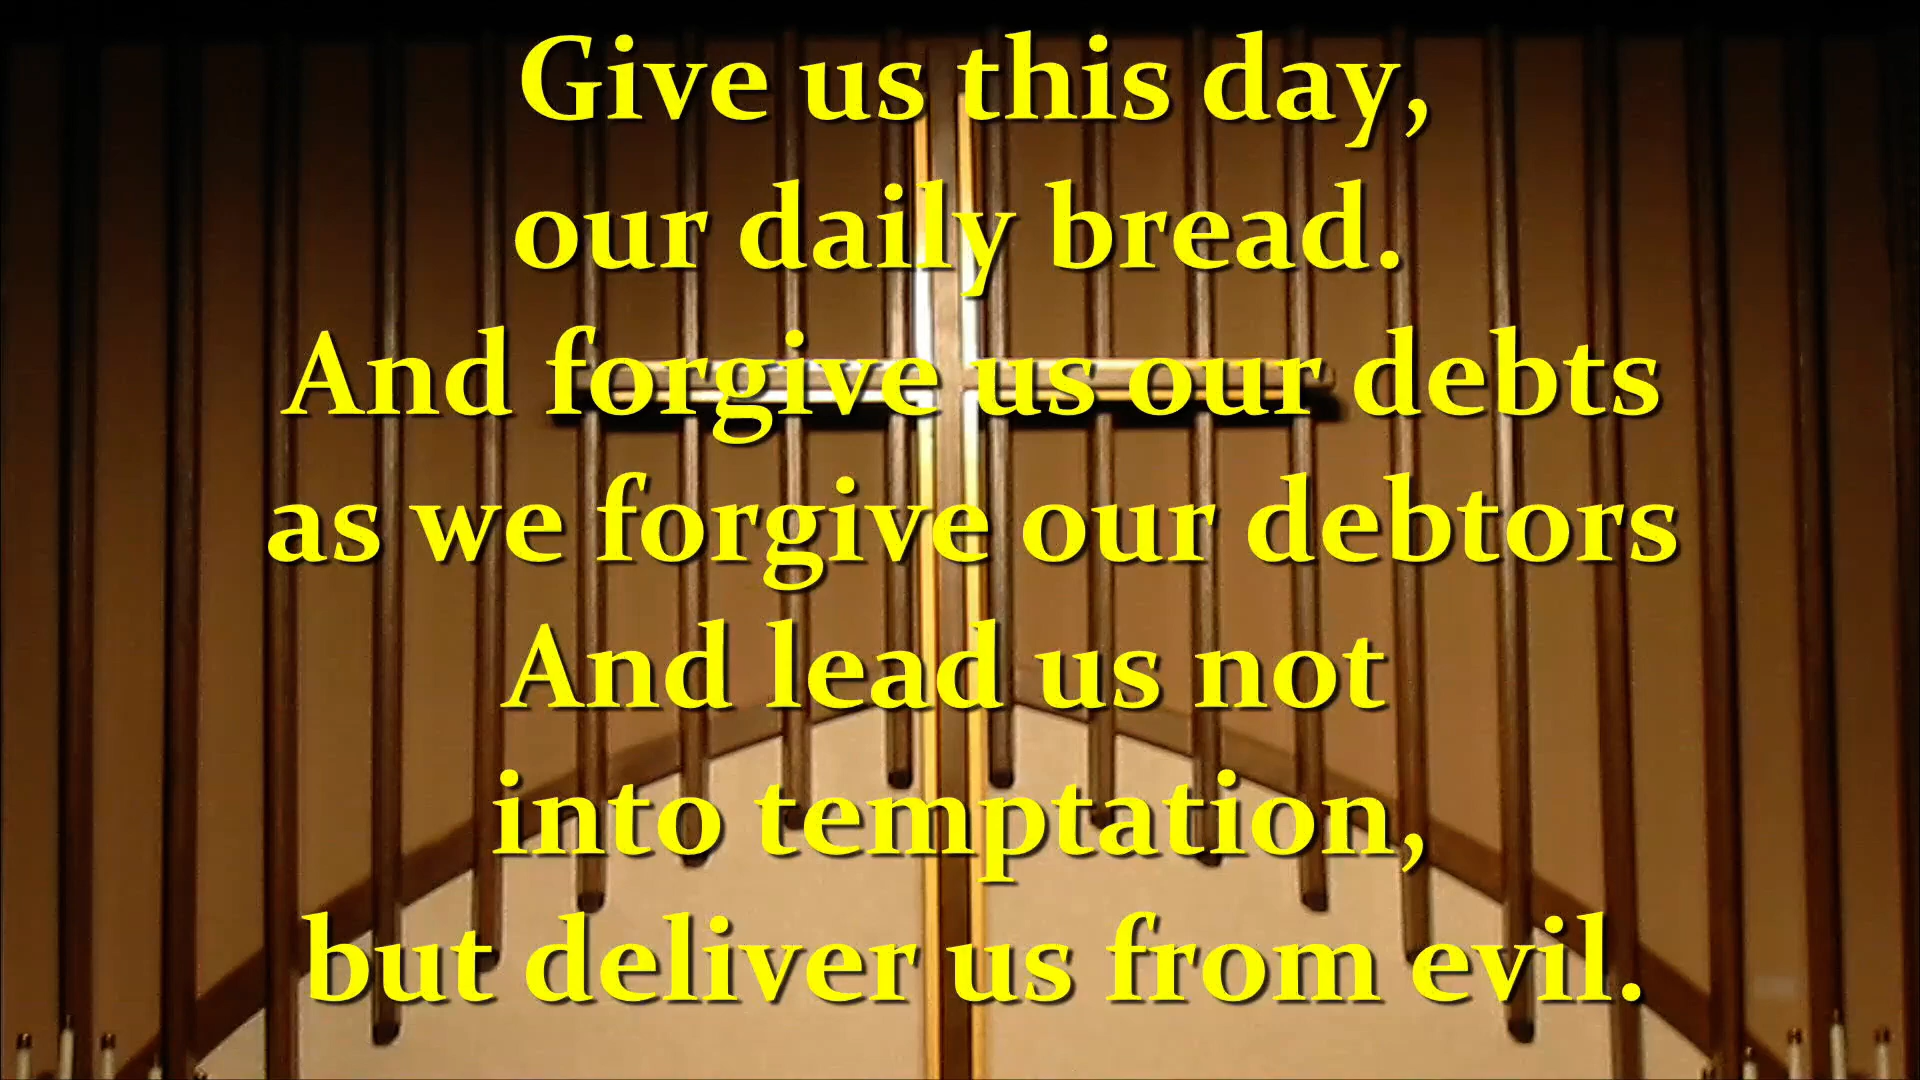 Give us this day,
our daily bread.
And forgive us our debts
as we forgive our debtors
And lead us not
into temptation,
but deliver us from evil.